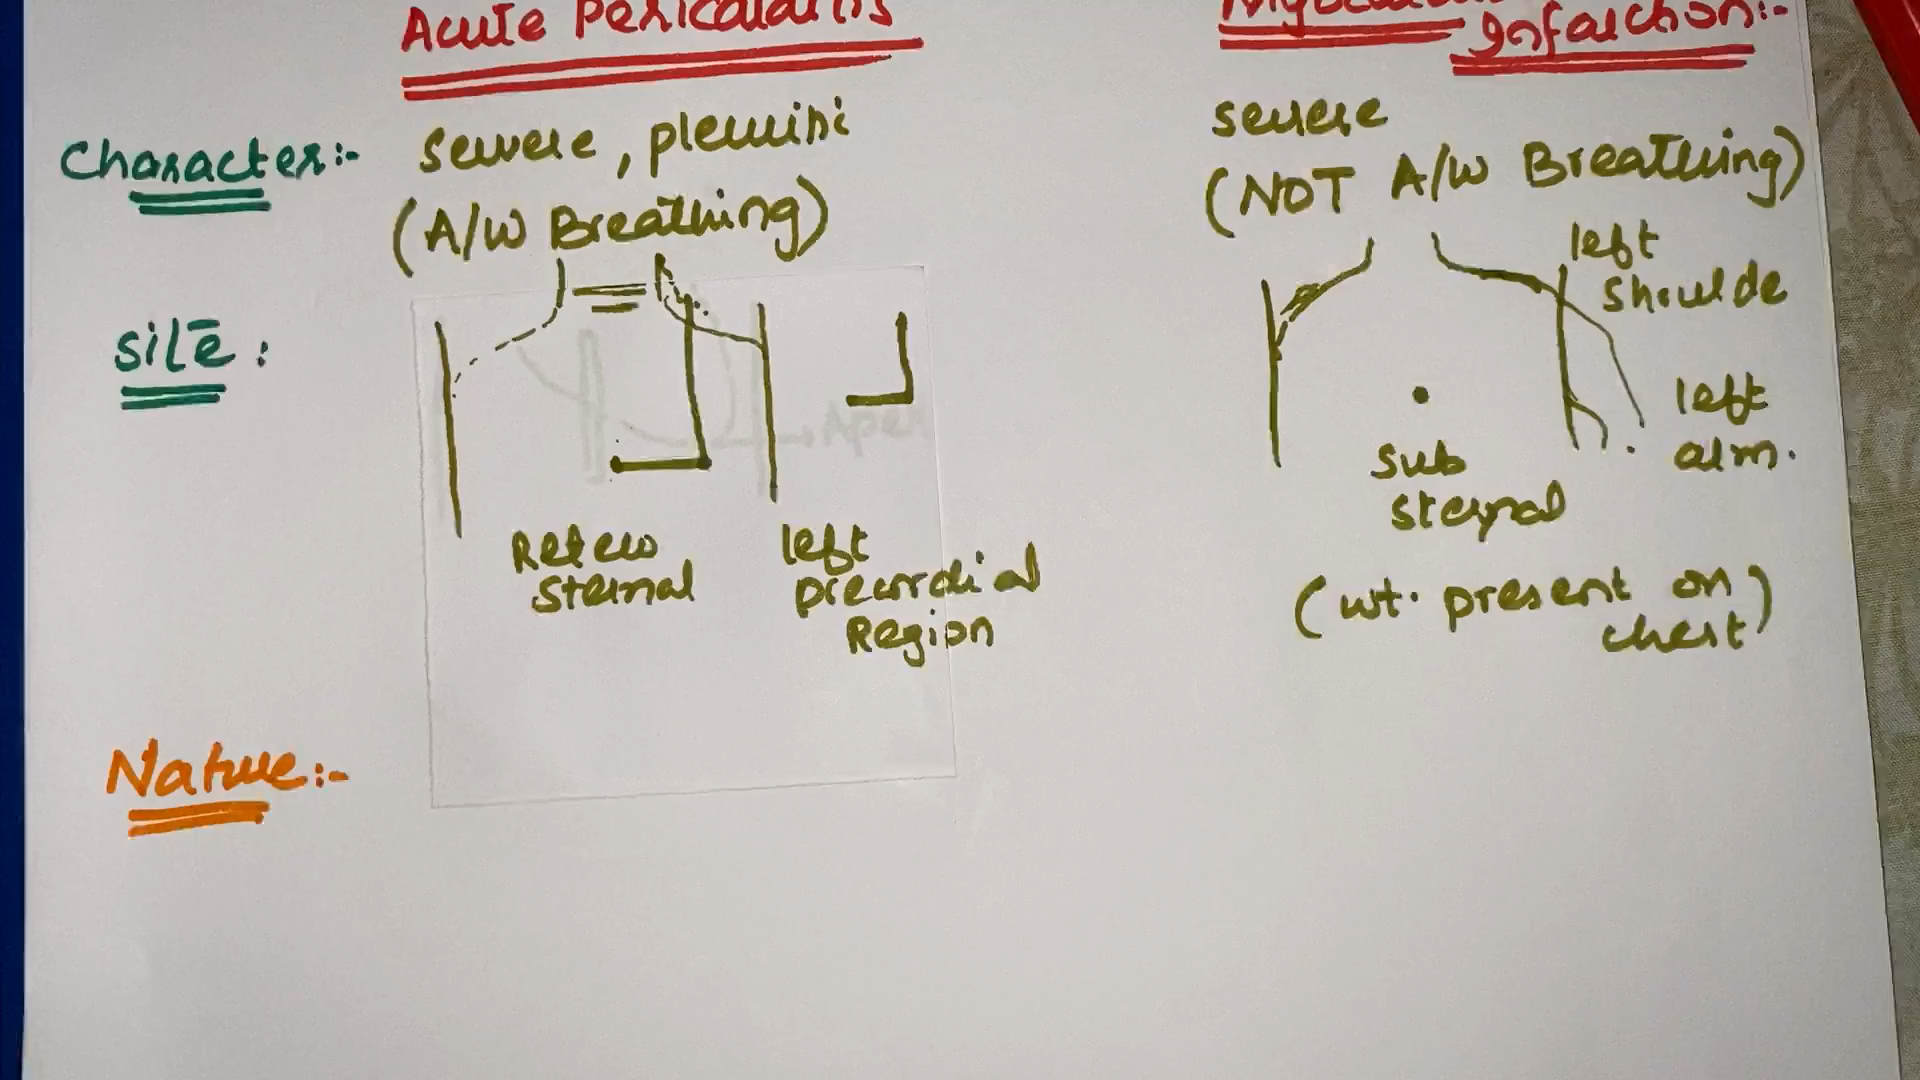 Acute Pericarditis
Infarction:-
Character:-
severe, pleuritic
(A/W Breathing)
severe
(NOT A/W Breathing)
Site:
left
shoulde
left
arm.
Sub
sternal
Retro
sternal
left
precordial
Region
(wt. present on
chest)
Nature:-